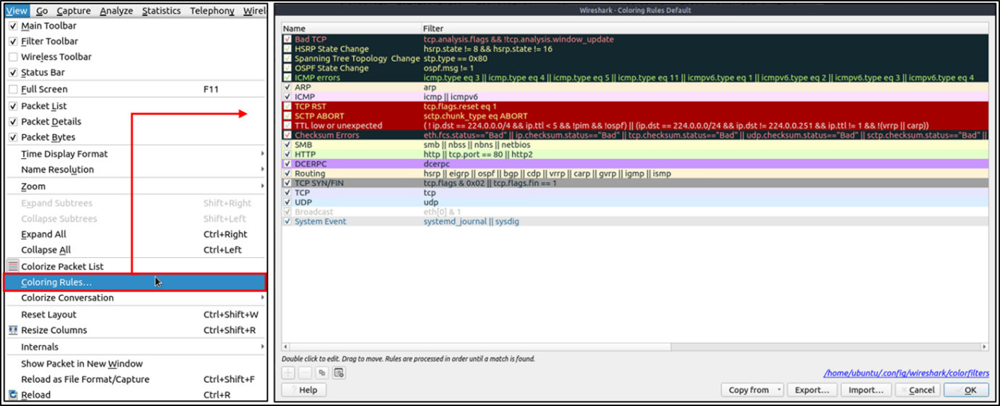 View Go Capture Analyze Statistics Telephony Wirel
Main Toolbar
Filter Toolbar
Wireless Toolbar
Status Bar
Full Screen F11
Packet List
Packet Details
Packet Bytes
Time Display Format
Name Resolution
Zoom
Expand Subtrees Shift+Right
Collapse Subtrees Shift+Left
Expand All Ctrl+Right
Collapse All Ctrl+Left
Colorize Packet List
Coloring Rules...
Colorize Conversation
Reset Layout Ctrl+Shift+W
Resize Columns Ctrl+Shift+R
Internals
Show Packet in New Window
Reload as File Format/Capture Ctrl+Shift+F
Reload Ctrl+R
Wireshark - Coloring Rules Default
Name Filter
Bad TCP tcp.analysis.flags && !tcp.analysis.window_update
HSRP State Change hsrp.state != 8 && hsrp.state != 16
Spanning Tree Topology Change stp.type == 0x80
OSPF State Change ospf.msg != 1
ICMP errors icmp.type eq 3 || icmp.type eq 4 || icmp.type eq 5 || icmp.type eq 11 || icmpv6.type eq 1 || icmpv6.type eq 2 || icmpv6.type eq 3 || icmpv6.type eq 4
ARP arp
ICMP icmp || icmpv6
TCP RST tcp.flags.reset eq 1
SCTP ABORT sctp.chunk_type eq ABORT
TTL low or unexpected ( ! ip.dst == 224.0.0.0/4 && ip.ttl < 5 && !pim && !ospf) || (ip.dst == 224.0.0.0/24 && ip.dst != 224.0.0.251 && ip.ttl != 1 && !(vrrp || carp))
Checksum Errors eth.fcs.status=="Bad" || ip.checksum.status=="Bad" || tcp.checksum.status=="Bad" || udp.checksum.status=="Bad" || sctp.checksum.status=="Bad" ||
SMB smb || nbss || nbns || netbios
HTTP http || tcp.port == 80 || http2
DCERPC dcerpc
Routing hsrp || eigrp || ospf || bgp || cdp || vrrp || carp || gvrp || igmp || ismp
TCP SYN/FIN tcp.flags & 0x02 || tcp.flags.fin == 1
TCP tcp
UDP udp
Broadcast eth[0] & 1
System Event systemd_journal || sysdig
Double click to edit. Drag to move. Rules are processed in order until a match is found.
/home/ubuntu/.config/wireshark/colorfilters
? Help Copy from Export... Import... Cancel OK